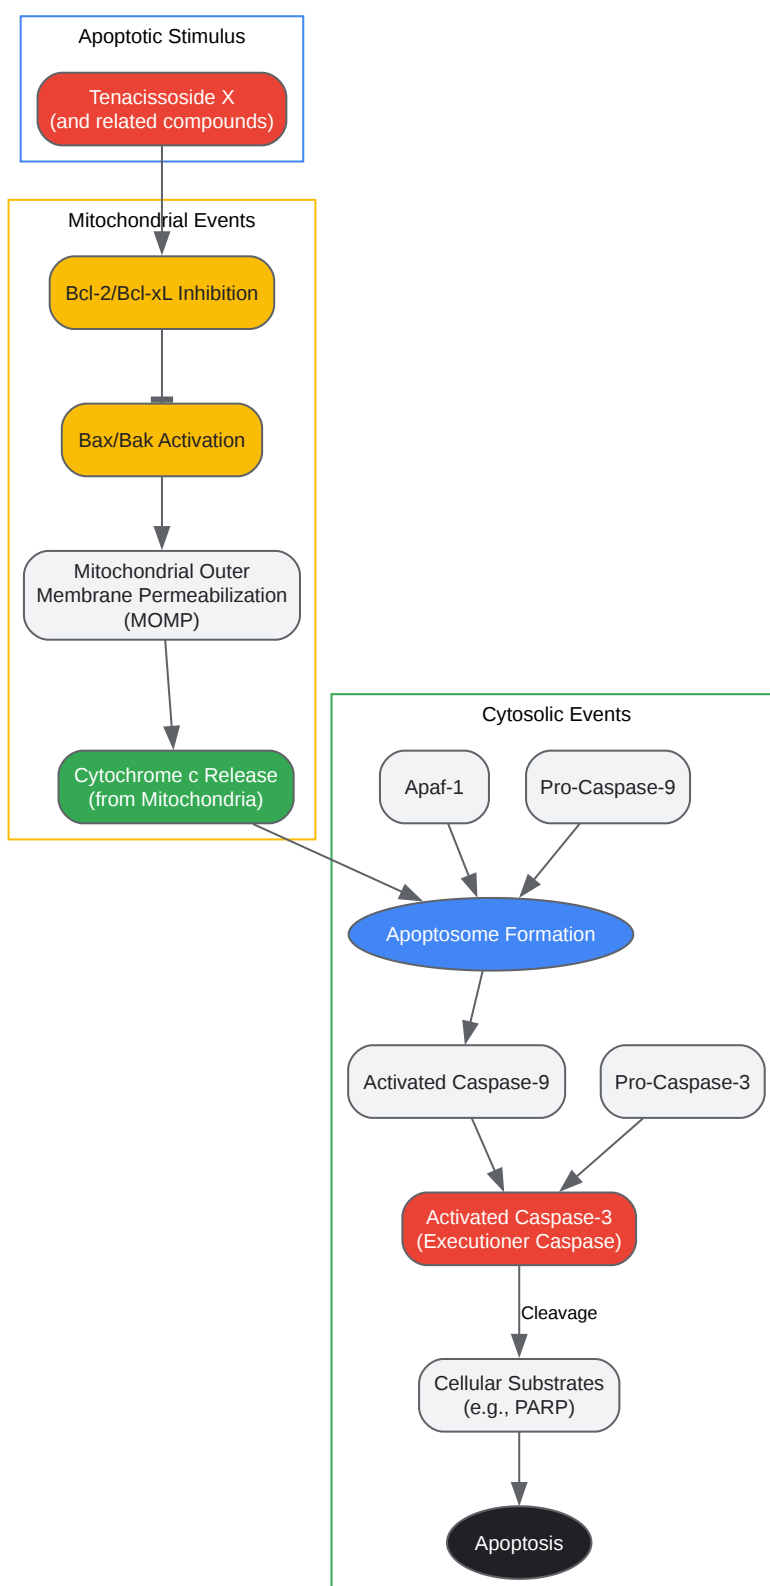 Apoptotic Stimulus
Tenacissoside X
(and related compounds)
Mitochondrial Events
Bcl-2/Bcl-xL Inhibition
Bax/Bak Activation
Mitochondrial Outer
Membrane Permeabilization
(MOMP)
Cytochrome c Release
(from Mitochondria)
Cytosolic Events
Apaf-1
Pro-Caspase-9
Apoptosome Formation
Activated Caspase-9
Pro-Caspase-3
Activated Caspase-3
(Executioner Caspase)
Cleavage
Cellular Substrates
(e.g., PARP)
Apoptosis